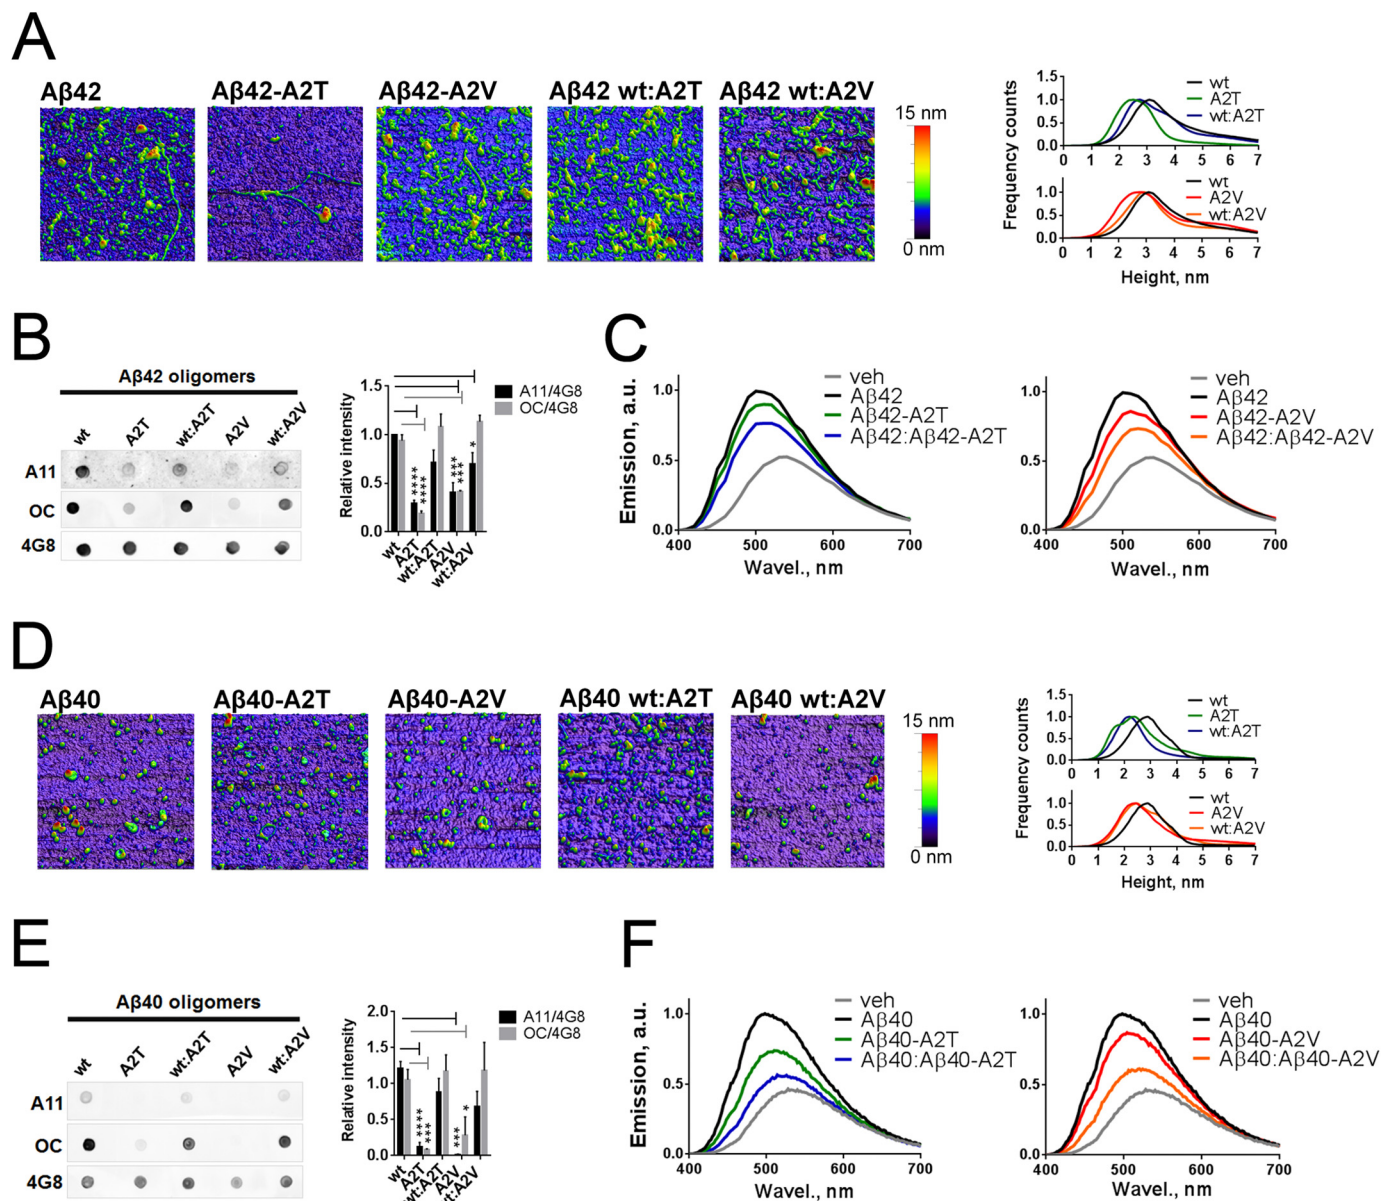 A
Aβ42
Aβ42-A2T
Aβ42-A2V
Aβ42 wt:A2T
Aβ42 wt:A2V
15 nm
0 nm
Frequency counts
1.5
1.0
0.5
0.0
0 1 2 3 4 5 6 7
wt
A2T
wt:A2T
1.5
1.0
0.5
0.0
0 1 2 3 4 5 6 7
wt
A2V
wt:A2V
Height, nm
B
Aβ42 oligomers
wt A2T wt:A2T A2V wt:A2V
A11
OC
4G8
Relative intensity
1.5
1.0
0.5
0.0
A11/4G8
OC/4G8
****
****
***
***
*
wt A2T wt:A2T A2V wt:A2V
C
Emission, a.u.
1.0
0.5
0.0
400 500 600 700
Wavel., nm
veh
Aβ42
Aβ42-A2T
Aβ42:Aβ42-A2T
1.0
0.5
0.0
400 500 600 700
Wavel., nm
veh
Aβ42
Aβ42-A2V
Aβ42:Aβ42-A2V
D
Aβ40
Aβ40-A2T
Aβ40-A2V
Aβ40 wt:A2T
Aβ40 wt:A2V
15 nm
0 nm
Frequency counts
1.5
1.0
0.5
0.0
0 1 2 3 4 5 6 7
wt
A2T
wt:A2T
1.5
1.0
0.5
0.0
0 1 2 3 4 5 6 7
wt
A2V
wt:A2V
Height, nm
E
Aβ40 oligomers
wt A2T wt:A2T A2V wt:A2V
A11
OC
4G8
Relative intensity
2.0
1.5
1.0
0.5
0.0
A11/4G8
OC/4G8
****
***
***
*
wt A2T wt:A2T A2V wt:A2V
F
Emission, a.u.
1.0
0.5
0.0
400 500 600 700
Wavel., nm
veh
Aβ40
Aβ40-A2T
Aβ40:Aβ40-A2T
1.0
0.5
0.0
400 500 600 700
Wavel., nm
veh
Aβ40
Aβ40-A2V
Aβ40:Aβ40-A2V